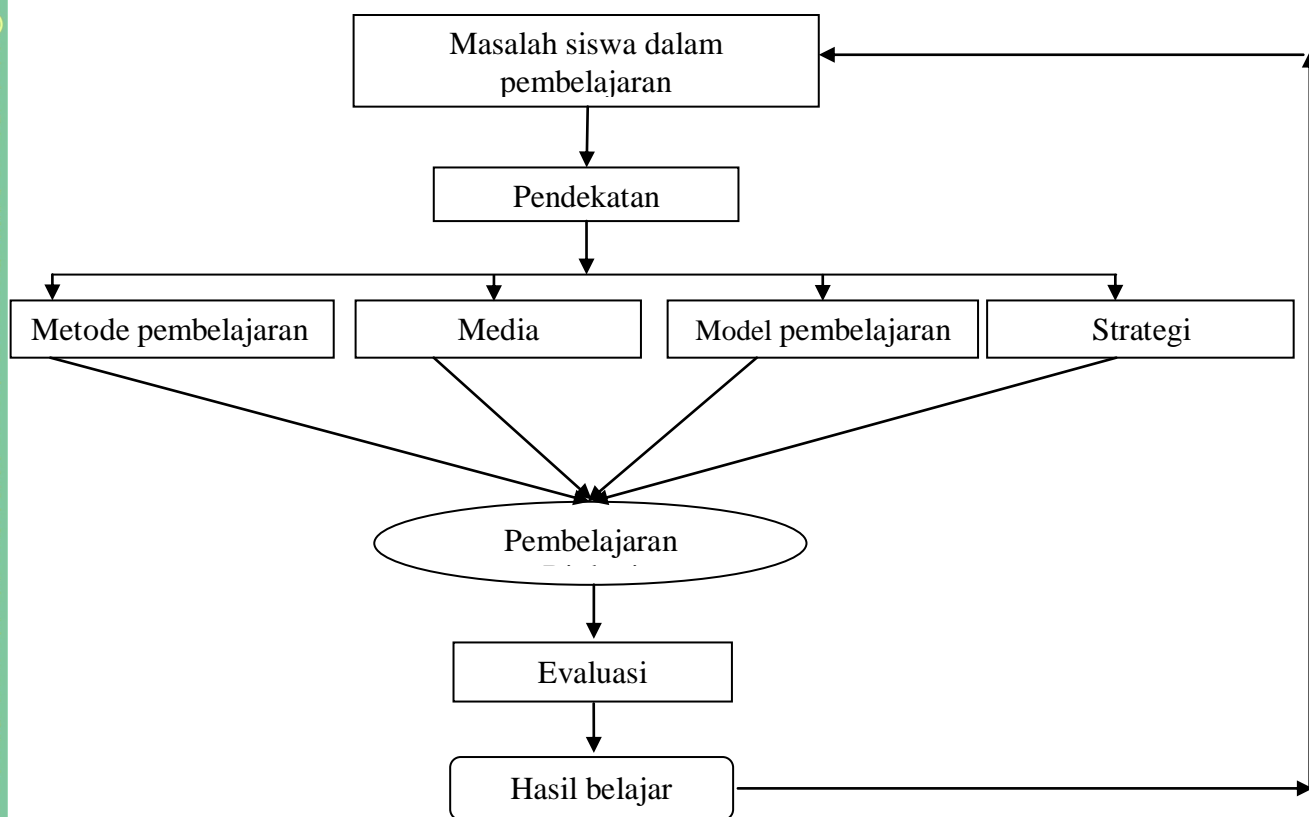 Masalah siswa dalam
pembelajaran
Pendekatan
Metode pembelajaran
Media
Model pembelajaran
Strategi
Pembelajaran
Evaluasi
Hasil belajar